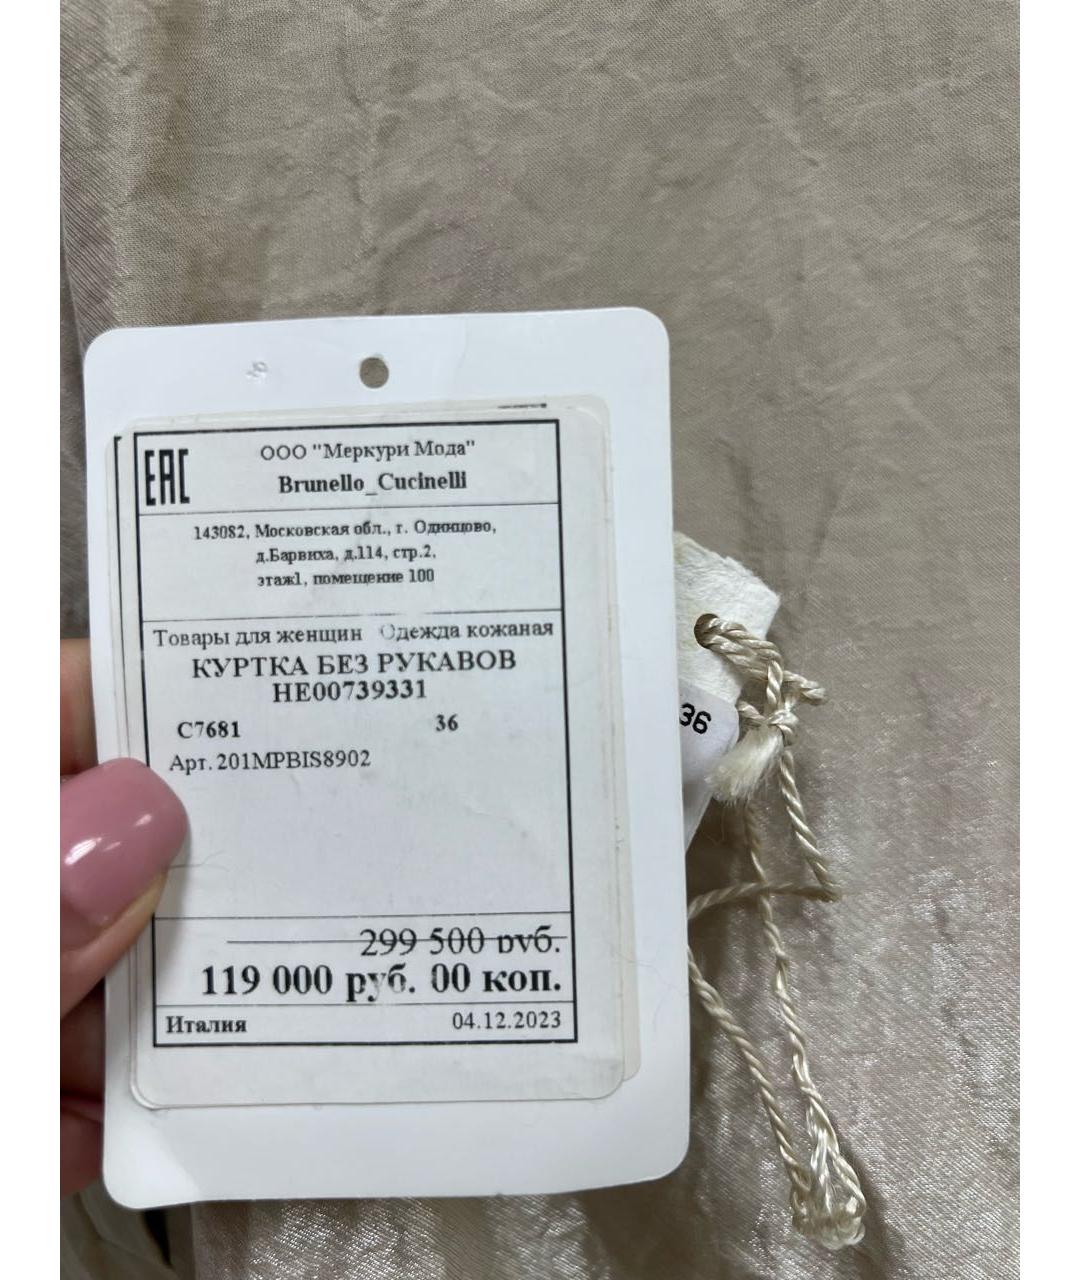 EAC
ООО "Меркури Мода"
Brunello_Cucinelli
143082, Московская обл., г. Одинцово,
д.Барвиха, д.114, стр.2,
этаж1, помещение 100
Товары для женщин Одежда кожаная
КУРТКА БЕЗ РУКАВОВ
НЕ00739331
C7681 36
Арт. 201MPBIS8902
36
299 500 руб.
119 000 руб. 00 коп.
Италия 04.12.2023